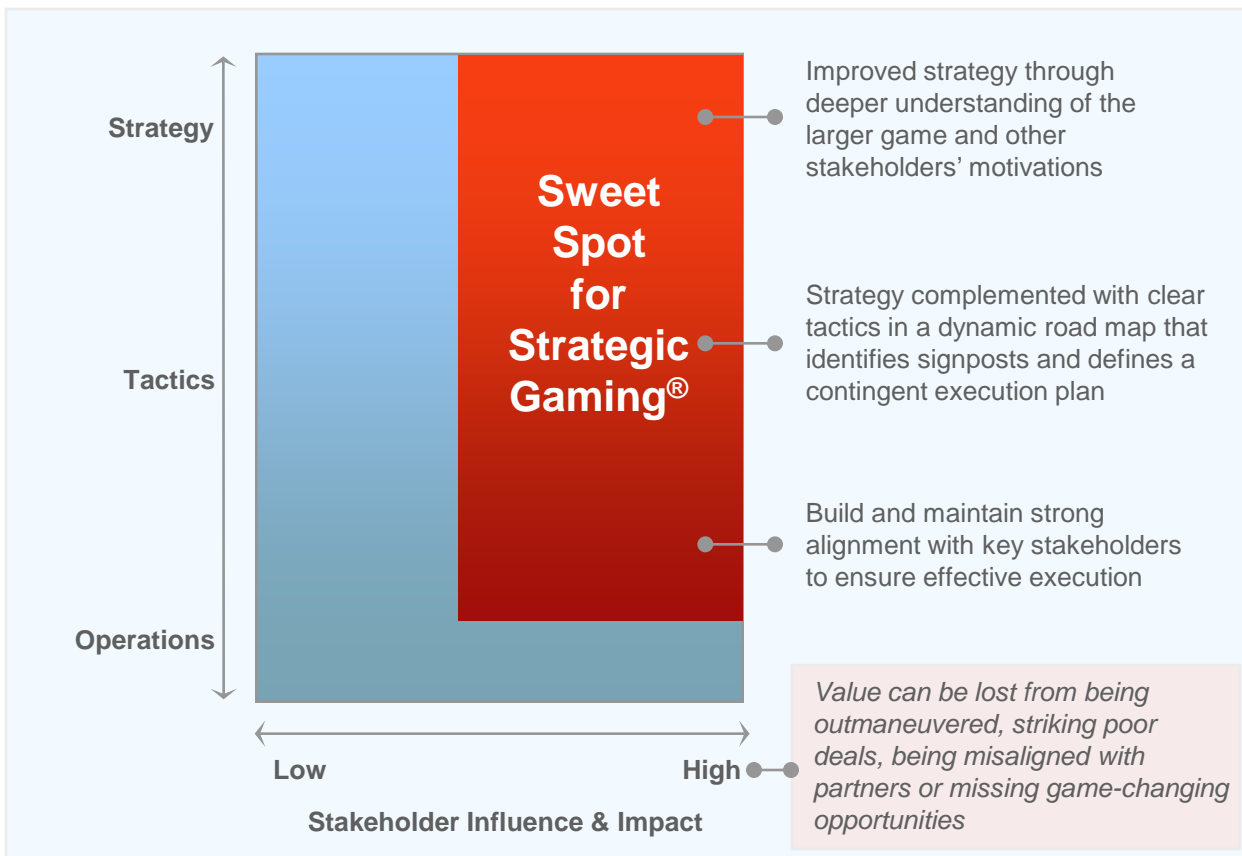 Strategy
Tactics
Operations
Sweet
Spot
for
Strategic
Gaming®
Improved strategy through
deeper understanding of the
larger game and other
stakeholders’ motivations
Strategy complemented with clear
tactics in a dynamic road map that
identifies signposts and defines a
contingent execution plan
Build and maintain strong
alignment with key stakeholders
to ensure effective execution
Low
High
Stakeholder Influence & Impact
Value can be lost from being
outmaneuvered, striking poor
deals, being misaligned with
partners or missing game-changing
opportunities